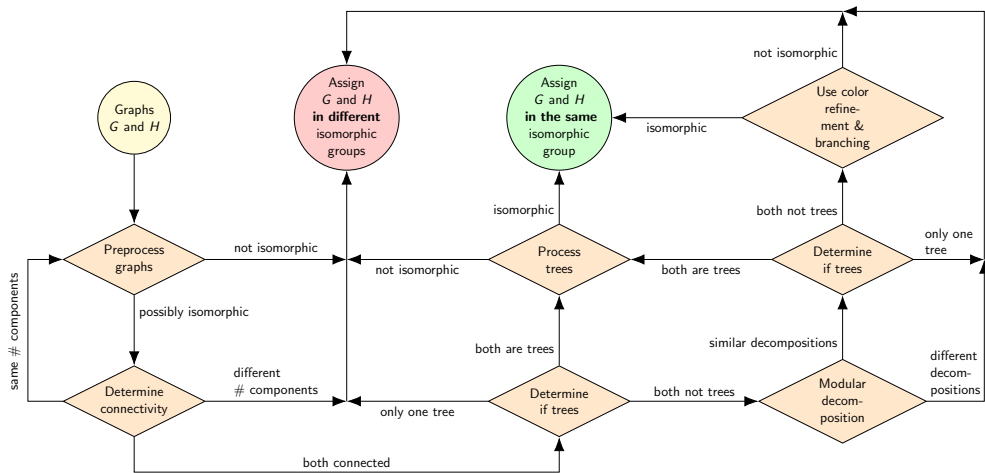 not isomorphic
Graphs
G and H
Assign
G and H
in different
isomorphic
groups
Assign
G and H
in the same
isomorphic
group
isomorphic
Use color
refine-
ment &
branching
isomorphic
both not trees
only one
tree
Preprocess
graphs
not isomorphic
not isomorphic
Process
trees
both are trees
Determine
if trees
same # components
possibly isomorphic
both are trees
similar decompositions
different
decom-
positions
Determine
connectivity
different
# components
only one tree
Determine
if trees
both not trees
Modular
decom-
position
both connected